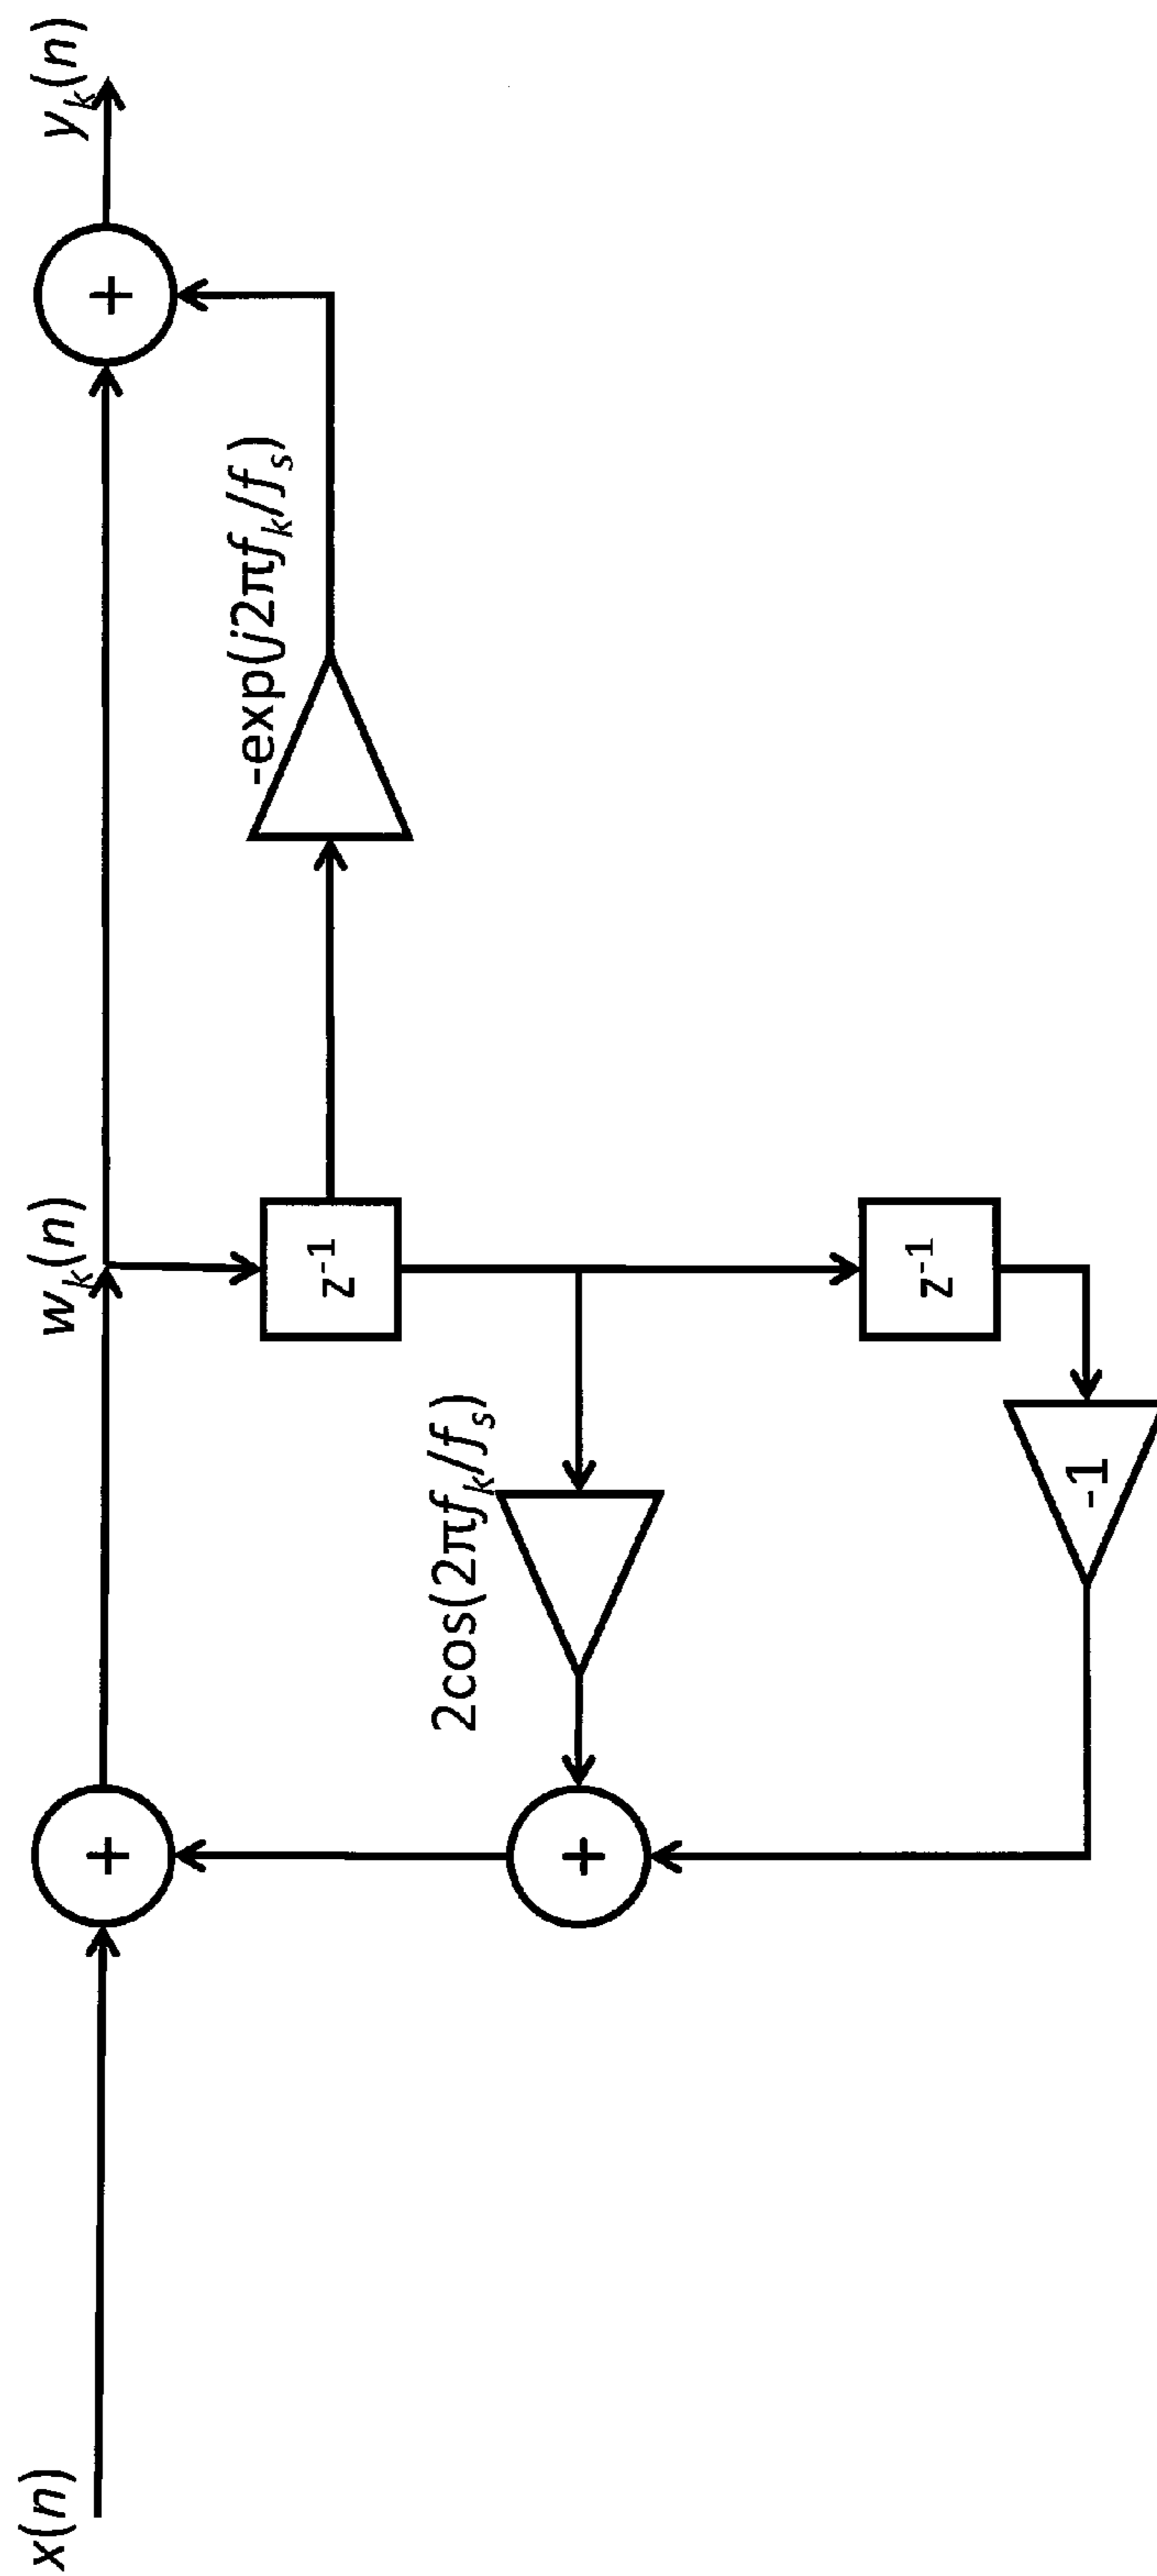 x(n)
w_k(n)
y_k(n)
+
+
z⁻¹
-exp(j2πf_k/f_s)
2cos(2πf_k/f_s)
+
z⁻¹
-1